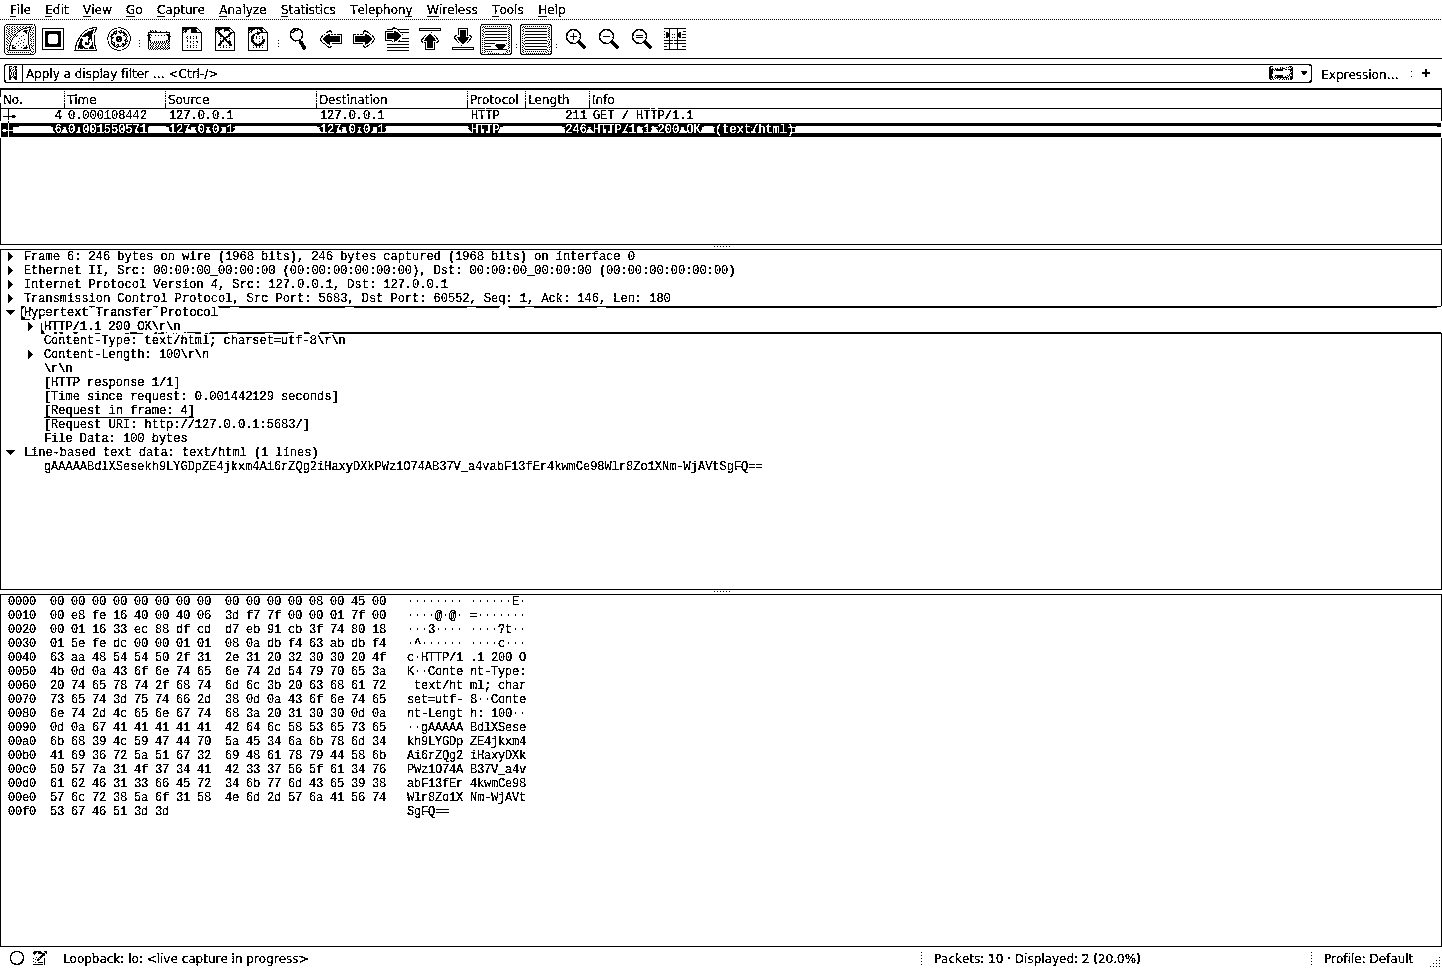 File Edit View Go Capture Analyze Statistics Telephony Wireless Tools Help
Apply a display filter ... <Ctrl-/> Expression... +
No. Time Source Destination Protocol Length Info
4 0.000108442 127.0.0.1 127.0.0.1 HTTP 211 GET / HTTP/1.1
6 0.001550571 127.0.0.1 127.0.0.1 HTTP 246 HTTP/1.1 200 OK (text/html)
Frame 6: 246 bytes on wire (1968 bits), 246 bytes captured (1968 bits) on interface 0
Ethernet II, Src: 00:00:00_00:00:00 (00:00:00:00:00:00), Dst: 00:00:00_00:00:00 (00:00:00:00:00:00)
Internet Protocol Version 4, Src: 127.0.0.1, Dst: 127.0.0.1
Transmission Control Protocol, Src Port: 5683, Dst Port: 60552, Seq: 1, Ack: 146, Len: 180
Hypertext Transfer Protocol
HTTP/1.1 200 OK\r\n
Content-Type: text/html; charset=utf-8\r\n
Content-Length: 100\r\n
\r\n
[HTTP response 1/1]
[Time since request: 0.001442129 seconds]
[Request in frame: 4]
[Request URI: http://127.0.0.1:5683/]
File Data: 100 bytes
Line-based text data: text/html (1 lines)
gAAAAABdlXSesekh9LYGDpZE4jkxm4Ai6rZQg2iHaxyDXkPWz1O74AB37V_a4vabF13fEr4kwmCe98Wlr8Zo1XNm-WjAVtSgFQ==
0000 00 00 00 00 00 00 00 00 00 00 00 00 08 00 45 00 ········ ······E·
0010 00 e8 fe 16 40 00 40 06 3d f7 7f 00 00 01 7f 00 ····@·@· =·······
0020 00 01 16 33 ec 88 df cd d7 eb 91 cb 3f 74 80 18 ···3···· ····?t··
0030 01 5e fe dc 00 00 01 01 08 0a db f4 63 ab db f4 ·^······ ····c···
0040 63 aa 48 54 54 50 2f 31 2e 31 20 32 30 30 20 4f c·HTTP/1 .1 200 O
0050 4b 0d 0a 43 6f 6e 74 65 6e 74 2d 54 79 70 65 3a K··Conte nt-Type:
0060 20 74 65 78 74 2f 68 74 6d 6c 3b 20 63 68 61 72 text/ht ml; char
0070 73 65 74 3d 75 74 66 2d 38 0d 0a 43 6f 6e 74 65 set=utf- 8··Conte
0080 6e 74 2d 4c 65 6e 67 74 68 3a 20 31 30 30 0d 0a nt-Lengt h: 100··
0090 0d 0a 67 41 41 41 41 41 42 64 6c 58 53 65 73 65 ··gAAAAA BdlXSese
00a0 6b 68 39 4c 59 47 44 70 5a 45 34 6a 6b 78 6d 34 kh9LYGDp ZE4jkxm4
00b0 41 69 36 72 5a 51 67 32 69 48 61 78 79 44 58 6b Ai6rZQg2 iHaxyDXk
00c0 50 57 7a 31 4f 37 34 41 42 33 37 56 5f 61 34 76 PWz1O74A B37V_a4v
00d0 61 62 46 31 33 66 45 72 34 6b 77 6d 43 65 39 38 abF13fEr 4kwmCe98
00e0 57 6c 72 38 5a 6f 31 58 4e 6d 2d 57 6a 41 56 74 Wlr8Zo1X Nm-WjAVt
00f0 53 67 46 51 3d 3d SgFQ==
Loopback: lo: <live capture in progress> Packets: 10 · Displayed: 2 (20.0%) Profile: Default